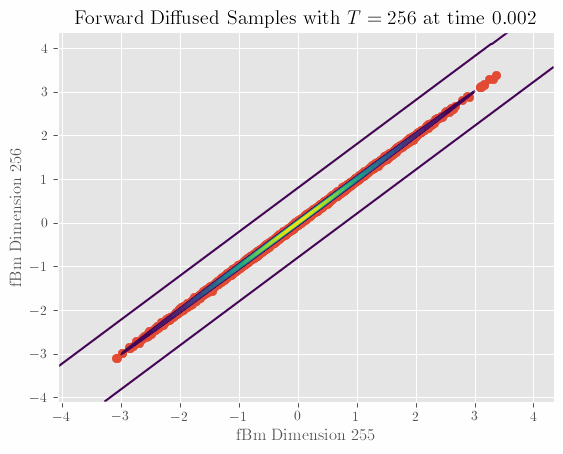 Forward Diffused Samples with T = 256 at time 0.002
4
3
2
1
0
−1
−2
−3
−4
fBm Dimension 256
−4 −3 −2 −1 0 1 2 3 4
fBm Dimension 255